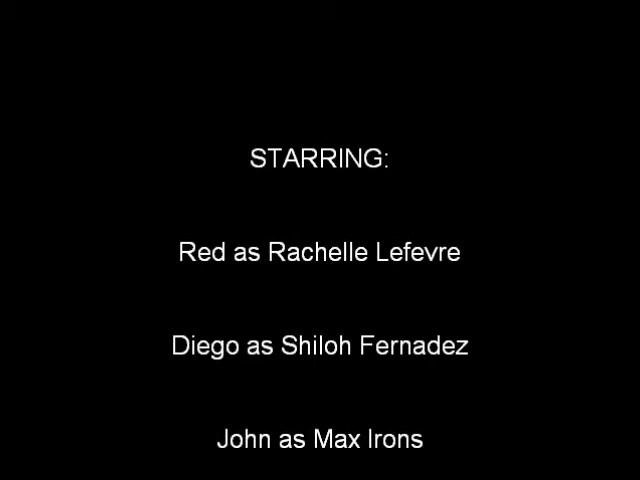 STARRING:
Red as Rachelle Lefevre
Diego as Shiloh Fernadez
John as Max Irons